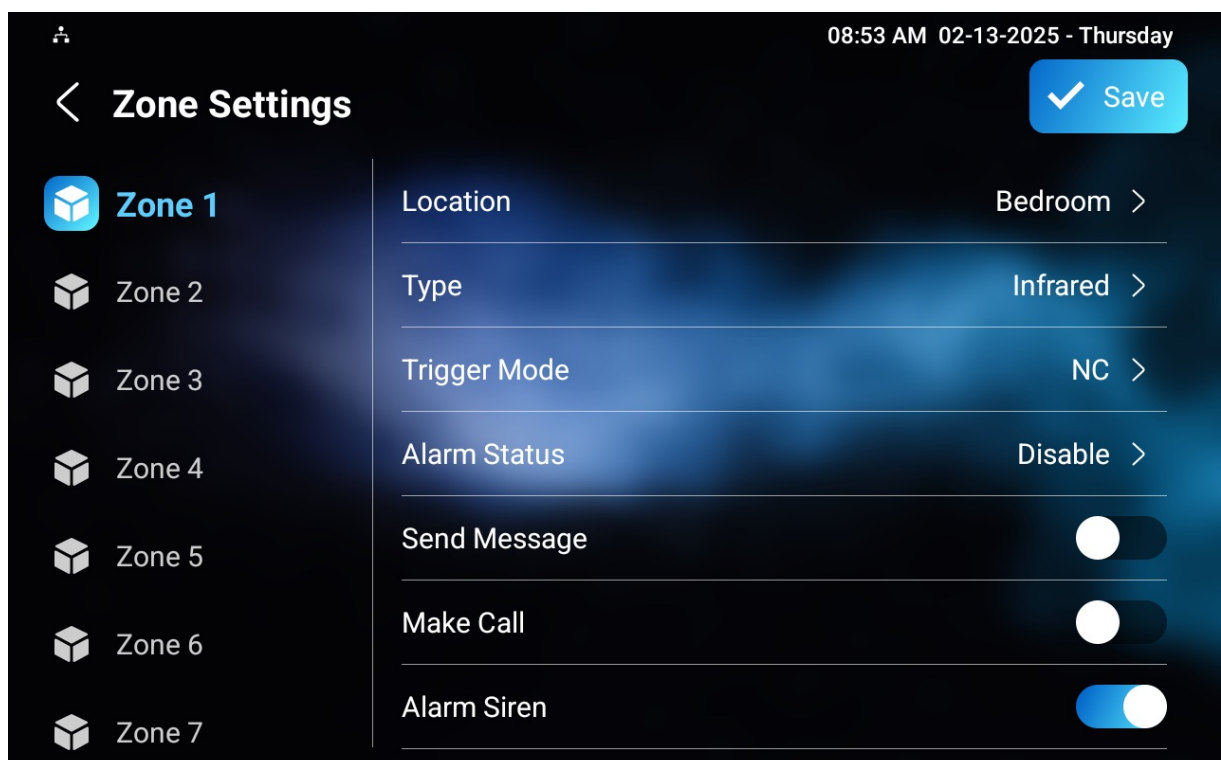 08:53 AM 02-13-2025 - Thursday
Zone Settings
Save
Zone 1
Zone 2
Zone 3
Zone 4
Zone 5
Zone 6
Zone 7
Location Bedroom
Type Infrared
Trigger Mode NC
Alarm Status Disable
Send Message
Make Call
Alarm Siren